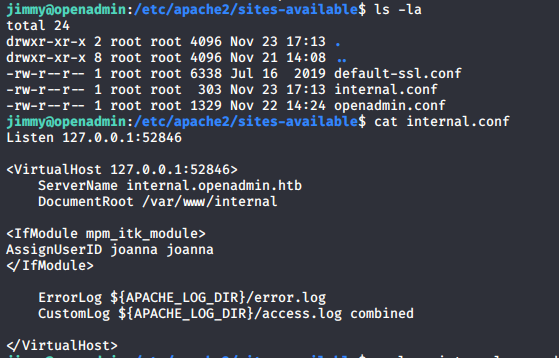 jimmy@openadmin:/etc/apache2/sites-available$ ls -la
total 24
drwxr-xr-x 2 root root 4096 Nov 23 17:13 .
drwxr-xr-x 8 root root 4096 Nov 21 14:08 ..
-rw-r--r-- 1 root root 6338 Jul 16  2019 default-ssl.conf
-rw-r--r-- 1 root root  303 Nov 23 17:13 internal.conf
-rw-r--r-- 1 root root 1329 Nov 22 14:24 openadmin.conf
jimmy@openadmin:/etc/apache2/sites-available$ cat internal.conf
Listen 127.0.0.1:52846
<VirtualHost 127.0.0.1:52846>
    ServerName internal.openadmin.htb
    DocumentRoot /var/www/internal
<IfModule mpm_itk_module>
AssignUserID joanna joanna
</IfModule>
    ErrorLog ${APACHE_LOG_DIR}/error.log
    CustomLog ${APACHE_LOG_DIR}/access.log combined
</VirtualHost>